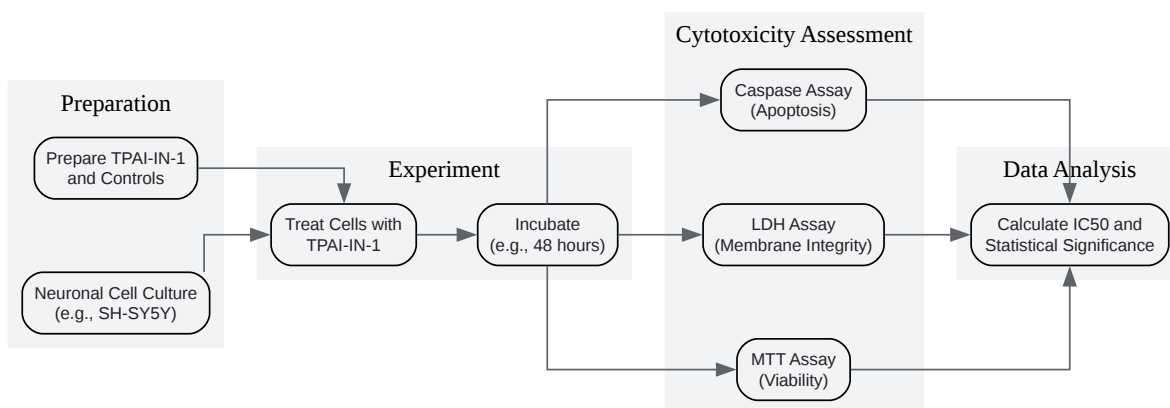 Preparation
Prepare TPAI-IN-1
and Controls
Neuronal Cell Culture
(e.g., SH-SY5Y)
Experiment
Treat Cells with
TPAI-IN-1
Incubate
(e.g., 48 hours)
Cytotoxicity Assessment
Caspase Assay
(Apoptosis)
LDH Assay
(Membrane Integrity)
MTT Assay
(Viability)
Data Analysis
Calculate IC50 and
Statistical Significance